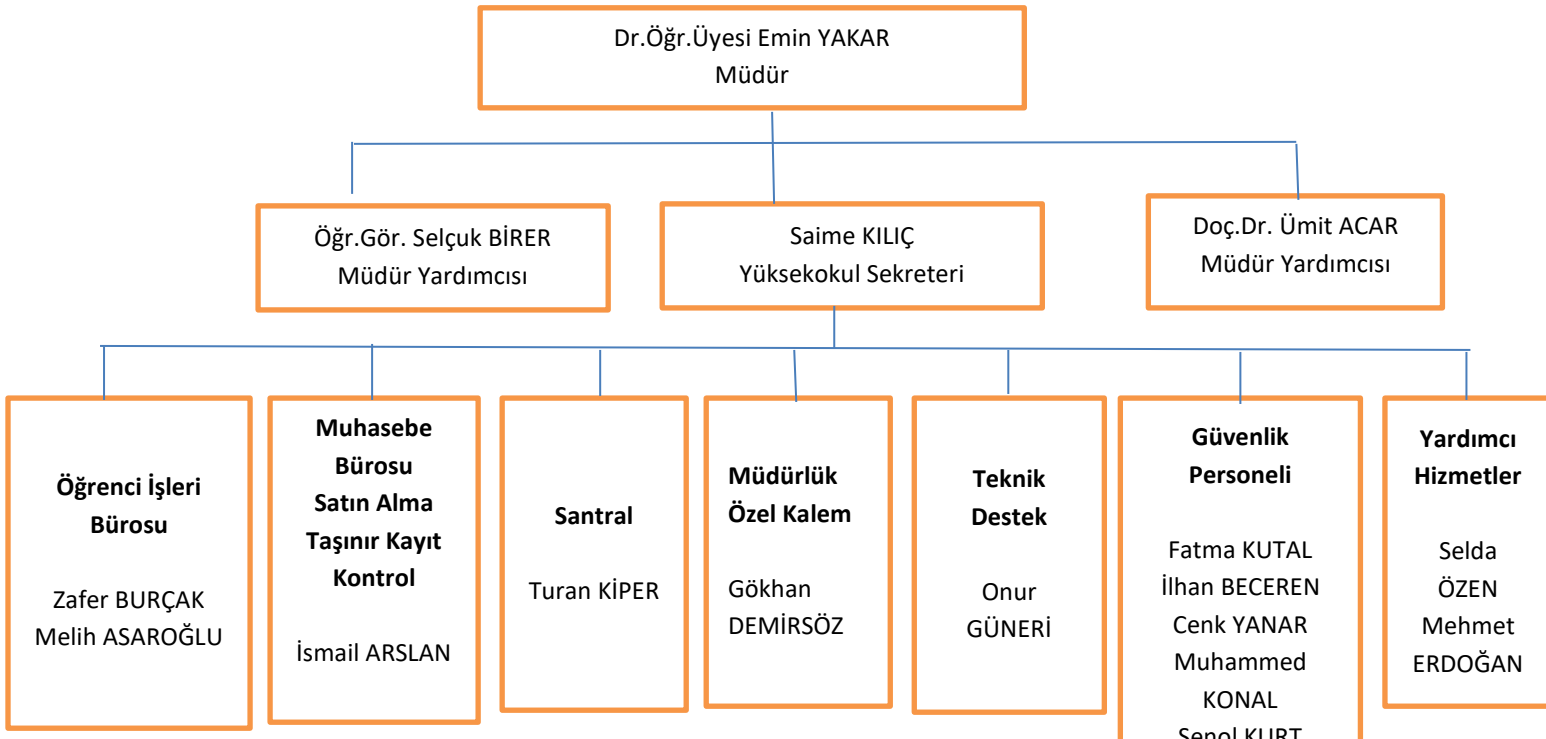 Dr.Öğr.Üyesi Emin YAKAR
Müdür
Öğr.Gör. Selçuk BİRER
Müdür Yardımcısı
Saime KILIÇ
Yüksekokul Sekreteri
Doç.Dr. Ümit ACAR
Müdür Yardımcısı
Öğrenci İşleri
Bürosu
Zafer BURÇAK
Melih ASAROĞLU
Muhasebe
Bürosu
Satın Alma
Taşınır Kayıt
Kontrol
İsmail ARSLAN
Santral
Turan KİPER
Müdürlük
Özel Kalem
Gökhan
DEMİRSÖZ
Teknik
Destek
Onur
GÜNERİ
Güvenlik
Personeli
Fatma KUTAL
İlhan BECEREN
Cenk YANAR
Muhammed
KONAL
Şenol KURT
Yardımcı
Hizmetler
Selda
ÖZEN
Mehmet
ERDOĞAN